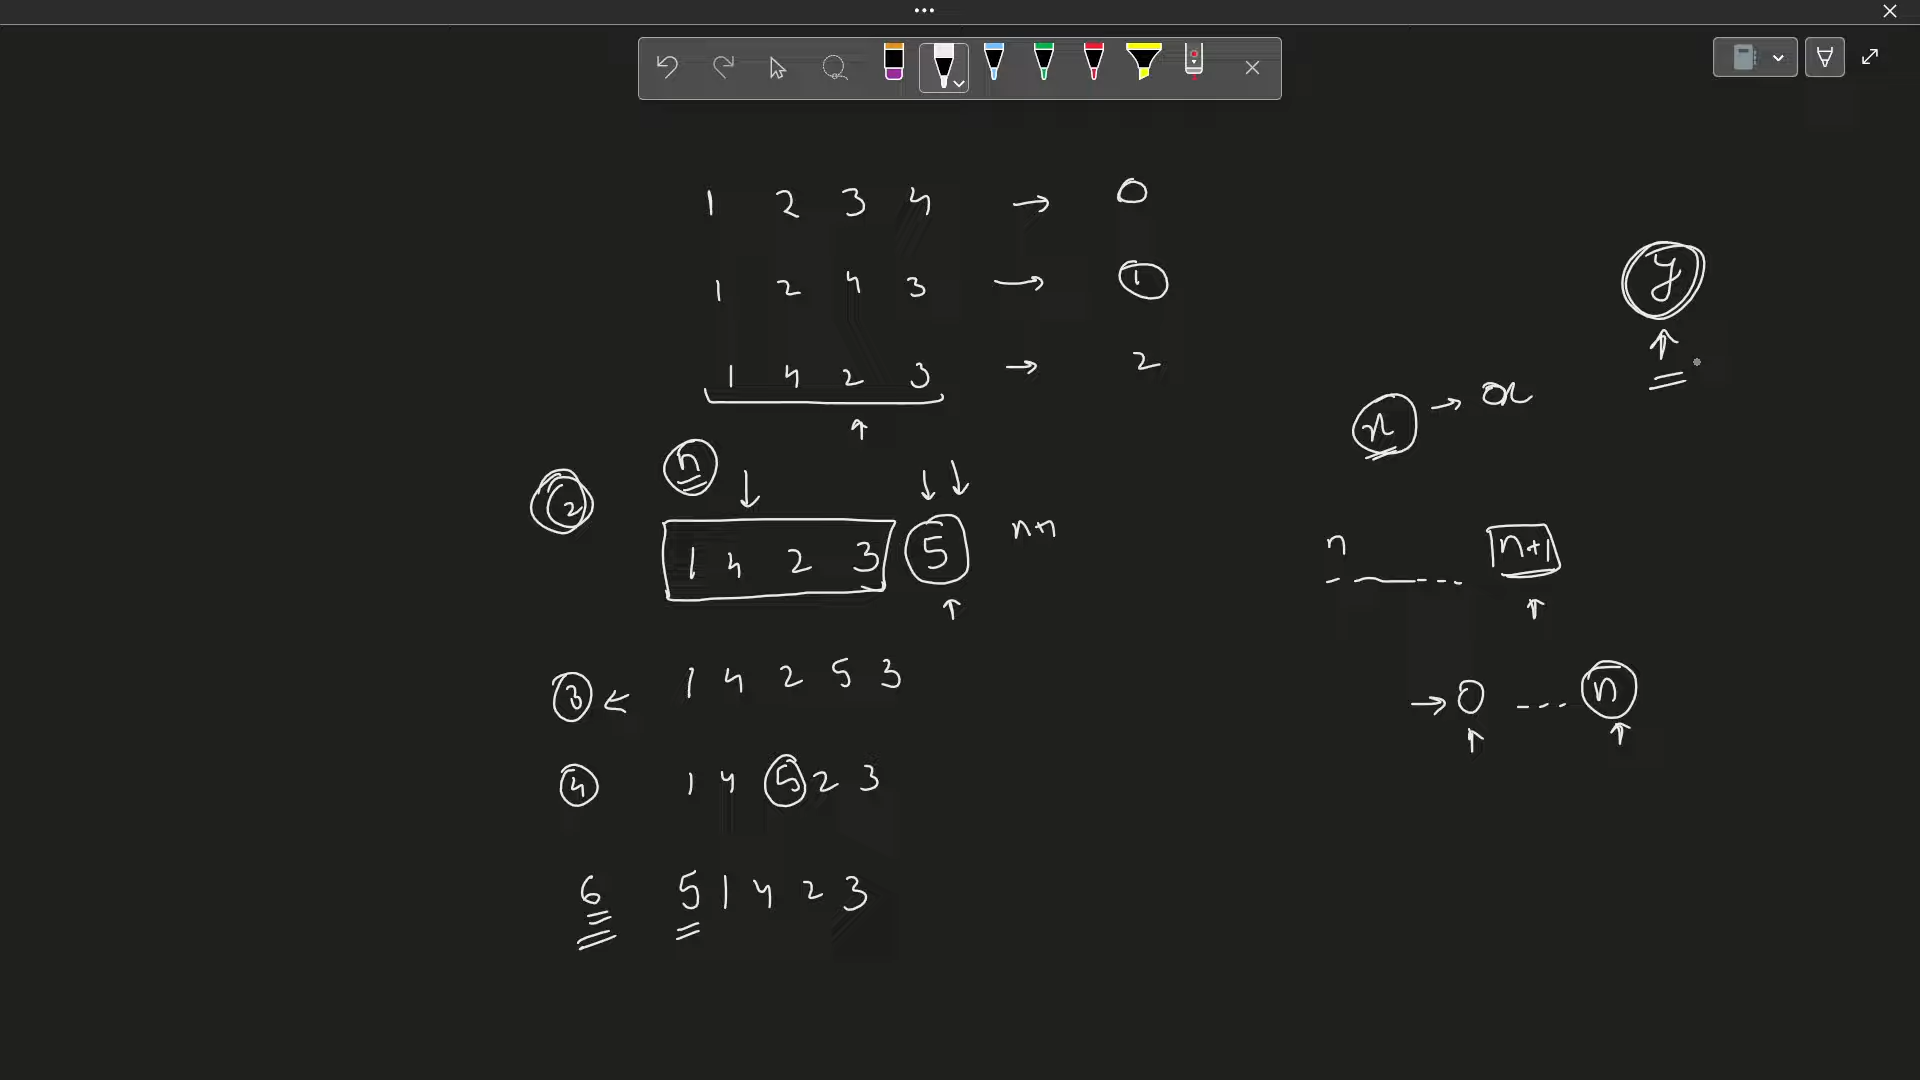 1 2 3 4 → 0
1 2 4 3 → 1
1 4 2 3 → 2
y
x → x
n
2
1 4 2 3 5 n+1
n n+1
3 ← 1 4 2 5 3
→ 0 --- n
4 1 4 5 2 3
6 5 1 4 2 3